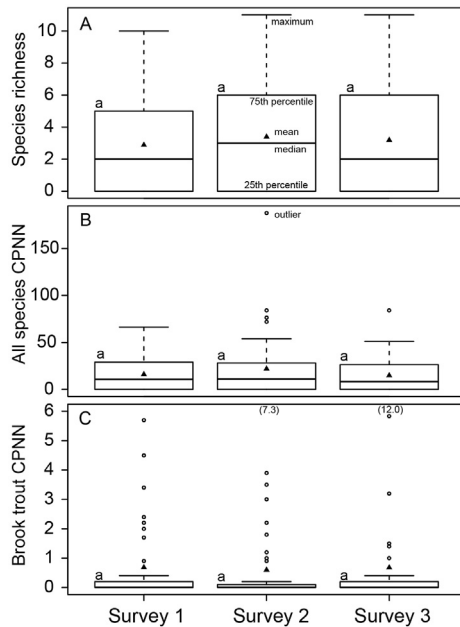 A
Species richness
10
8
6
4
2
0
a
a
a
maximum
75th percentile
mean
median
25th percentile
B
All species CPNN
150
100
50
0
a
a
a
outlier
C
Brook trout CPNN
6
5
4
3
2
1
0
(7.3)
(12.0)
a
a
a
Survey 1
Survey 2
Survey 3